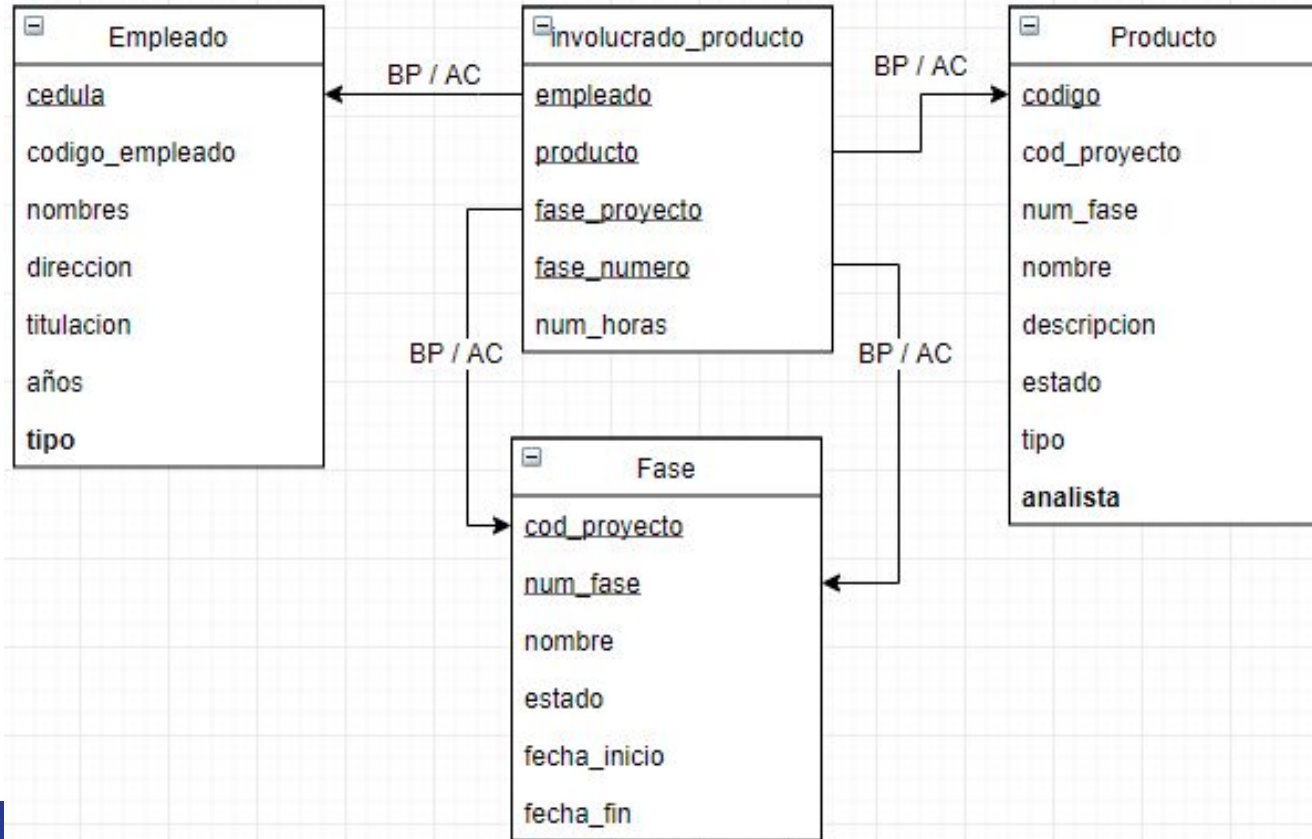 Empleado
cedula
codigo_empleado
nombres
direccion
titulacion
años
tipo
BP / AC
involucrado_producto
empleado
producto
fase_proyecto
fase_numero
num_horas
BP / AC
Producto
codigo
cod_proyecto
num_fase
nombre
descripcion
estado
tipo
analista
BP / AC
BP / AC
Fase
cod_proyecto
num_fase
nombre
estado
fecha_inicio
fecha_fin